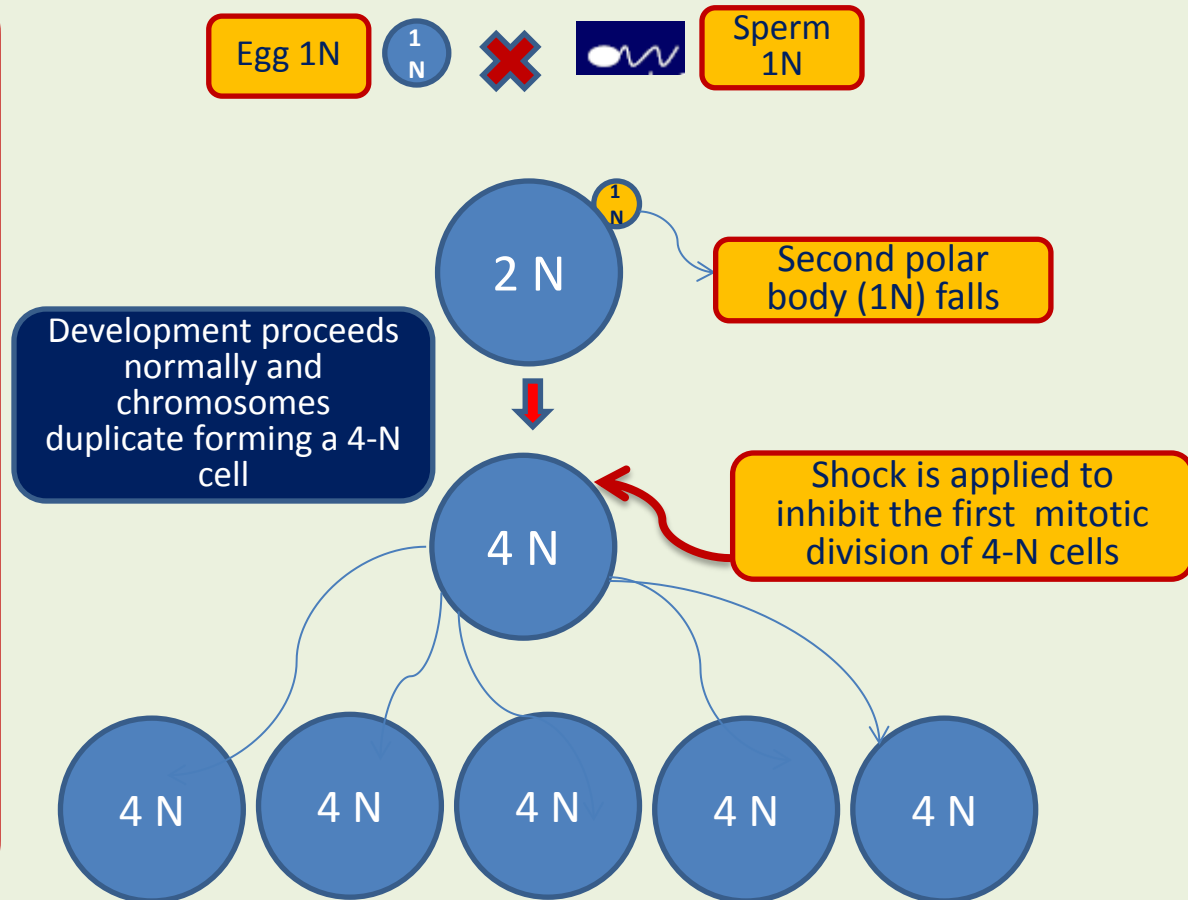 Egg 1N
1
N
Sperm
1N
1
N
2 N
Second polar
body (1N) falls
Development proceeds
normally and
chromosomes
duplicate forming a 4-N
cell
4 N
Shock is applied to
inhibit the first mitotic
division of 4-N cells
4 N
4 N
4 N
4 N
4 N